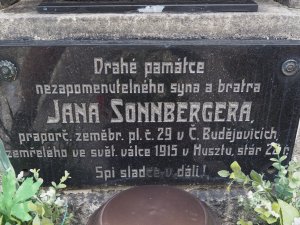 Drahé památce
nezapomenutelného syna a bratra
JANA SONNBERGERA,
praporč. zeměbr. pl. č. 29 v Č. Budějovicích,
zemřelého ve svět. válce 1915 v Husztu, stár
Spi sladce v dáli!